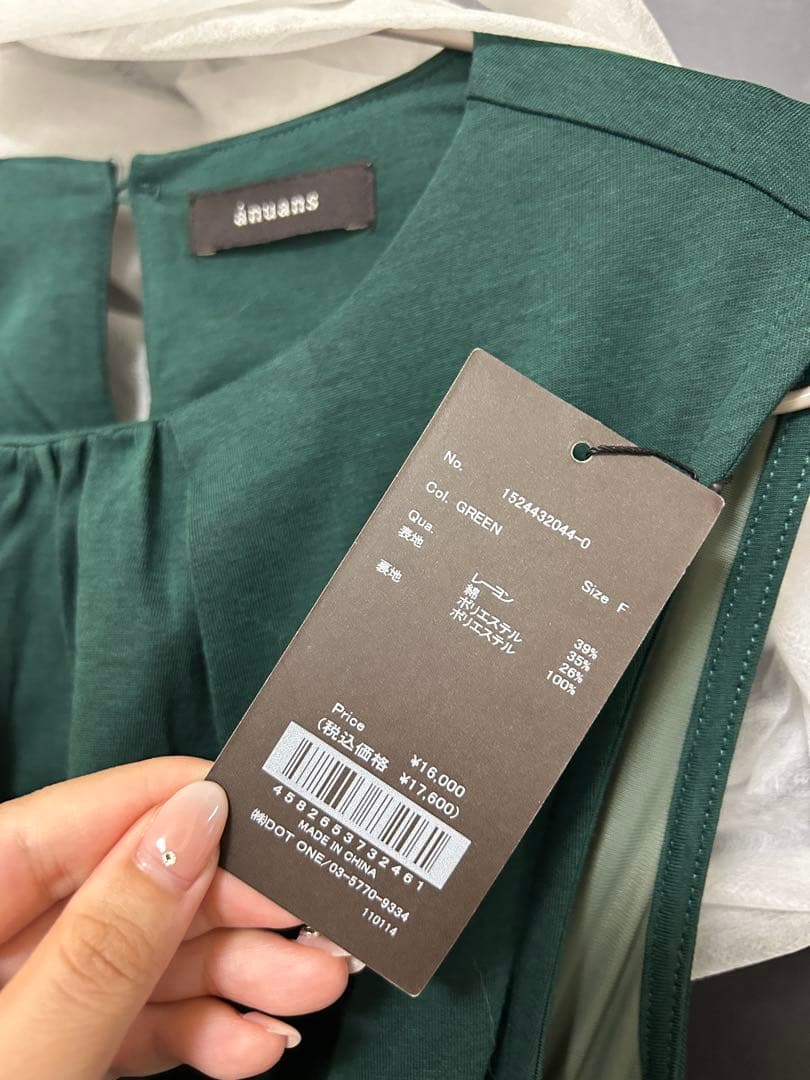 ánuans
No. 1524432044-0
Col. GREEN Size F
Qua.
表地 レーヨン 39%
綿 35%
ポリエステル 26%
裏地 ポリエステル 100%
Price ¥16,000
(税込価格 ¥17,600)
4582653732461
MADE IN CHINA
㈱DOT ONE/03-5770-9334
110114